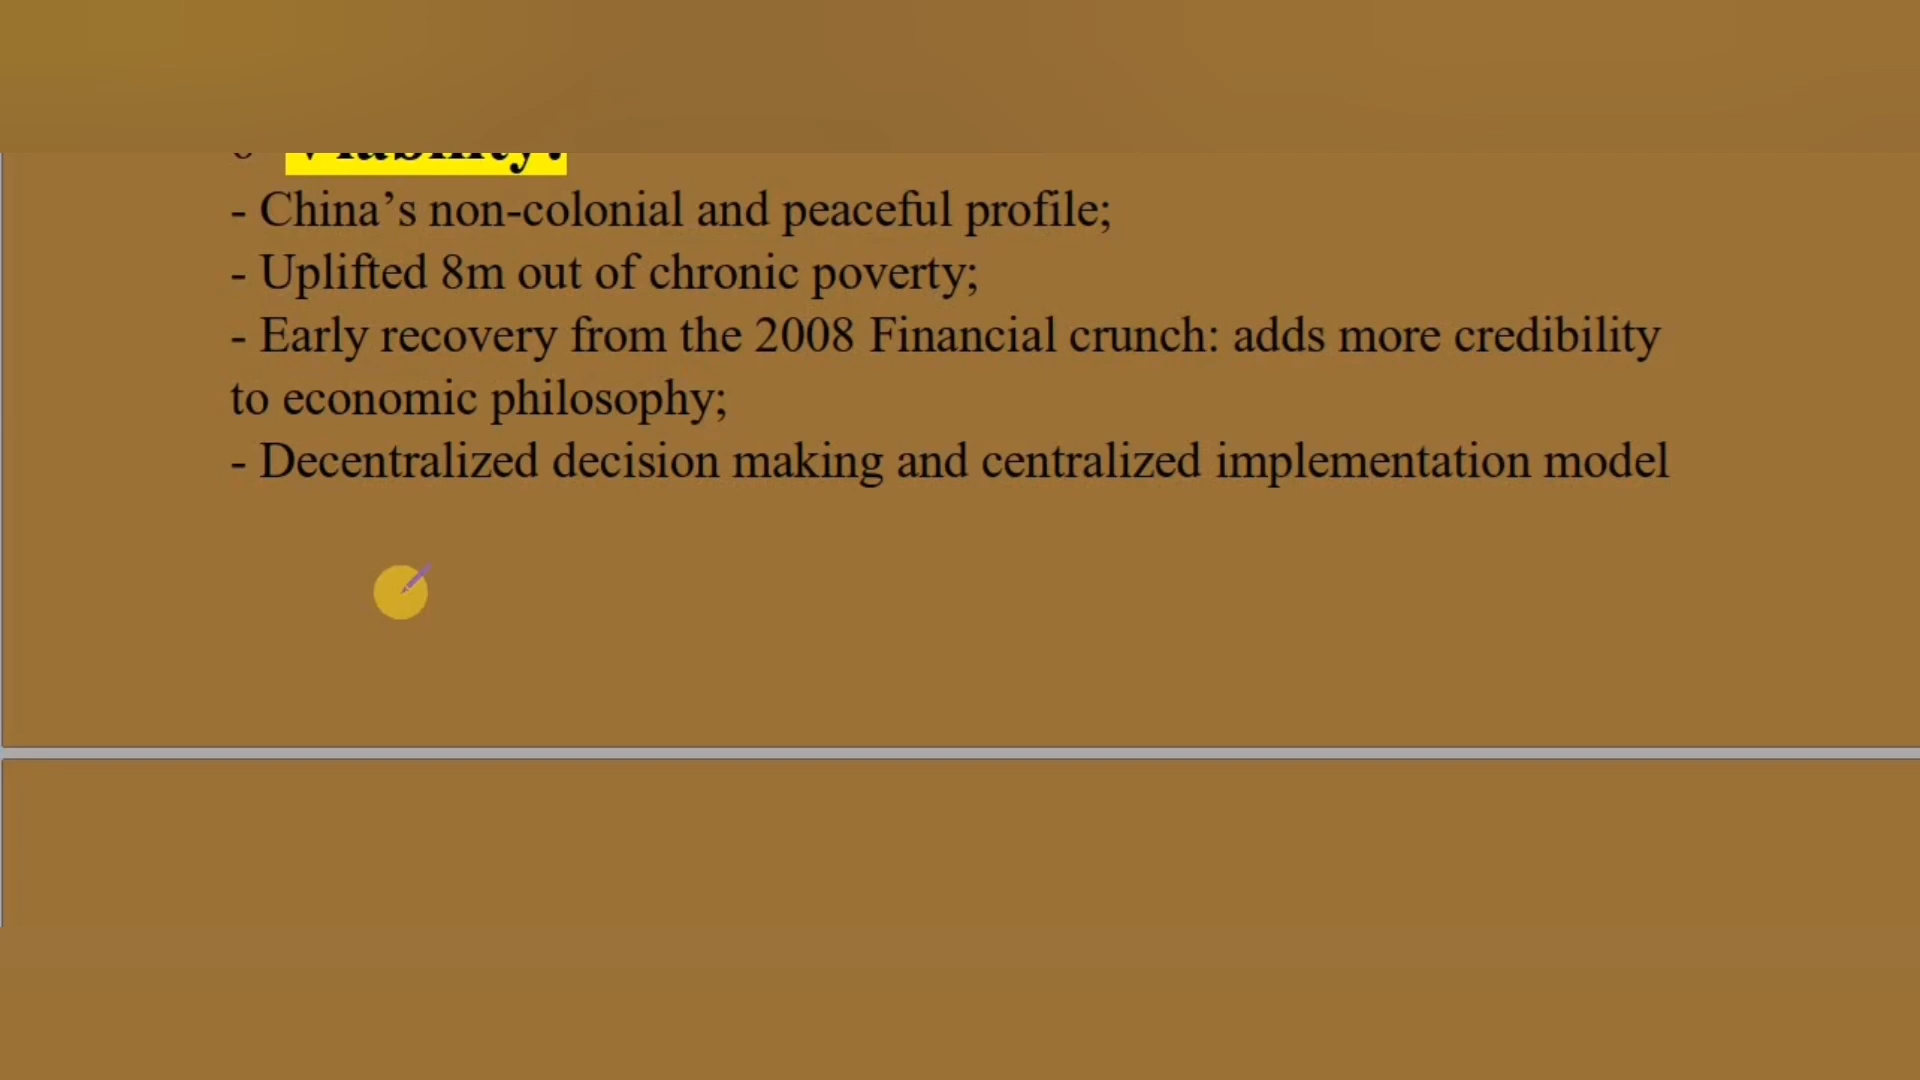 Viability:
- China’s non-colonial and peaceful profile;
- Uplifted 8m out of chronic poverty;
- Early recovery from the 2008 Financial crunch: adds more credibility
to economic philosophy;
- Decentralized decision making and centralized implementation model